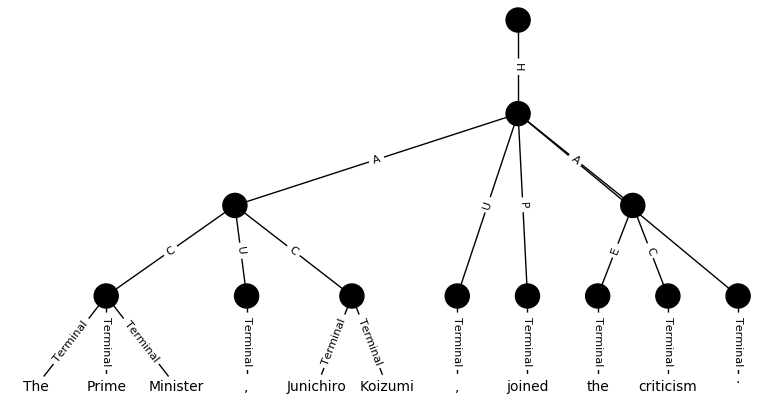 H
A
U
P
A
C
U
C
E
C
Terminal Terminal Terminal Terminal Terminal Terminal Terminal Terminal Terminal Terminal Terminal
The Prime Minister , Junichiro Koizumi , joined the criticism .